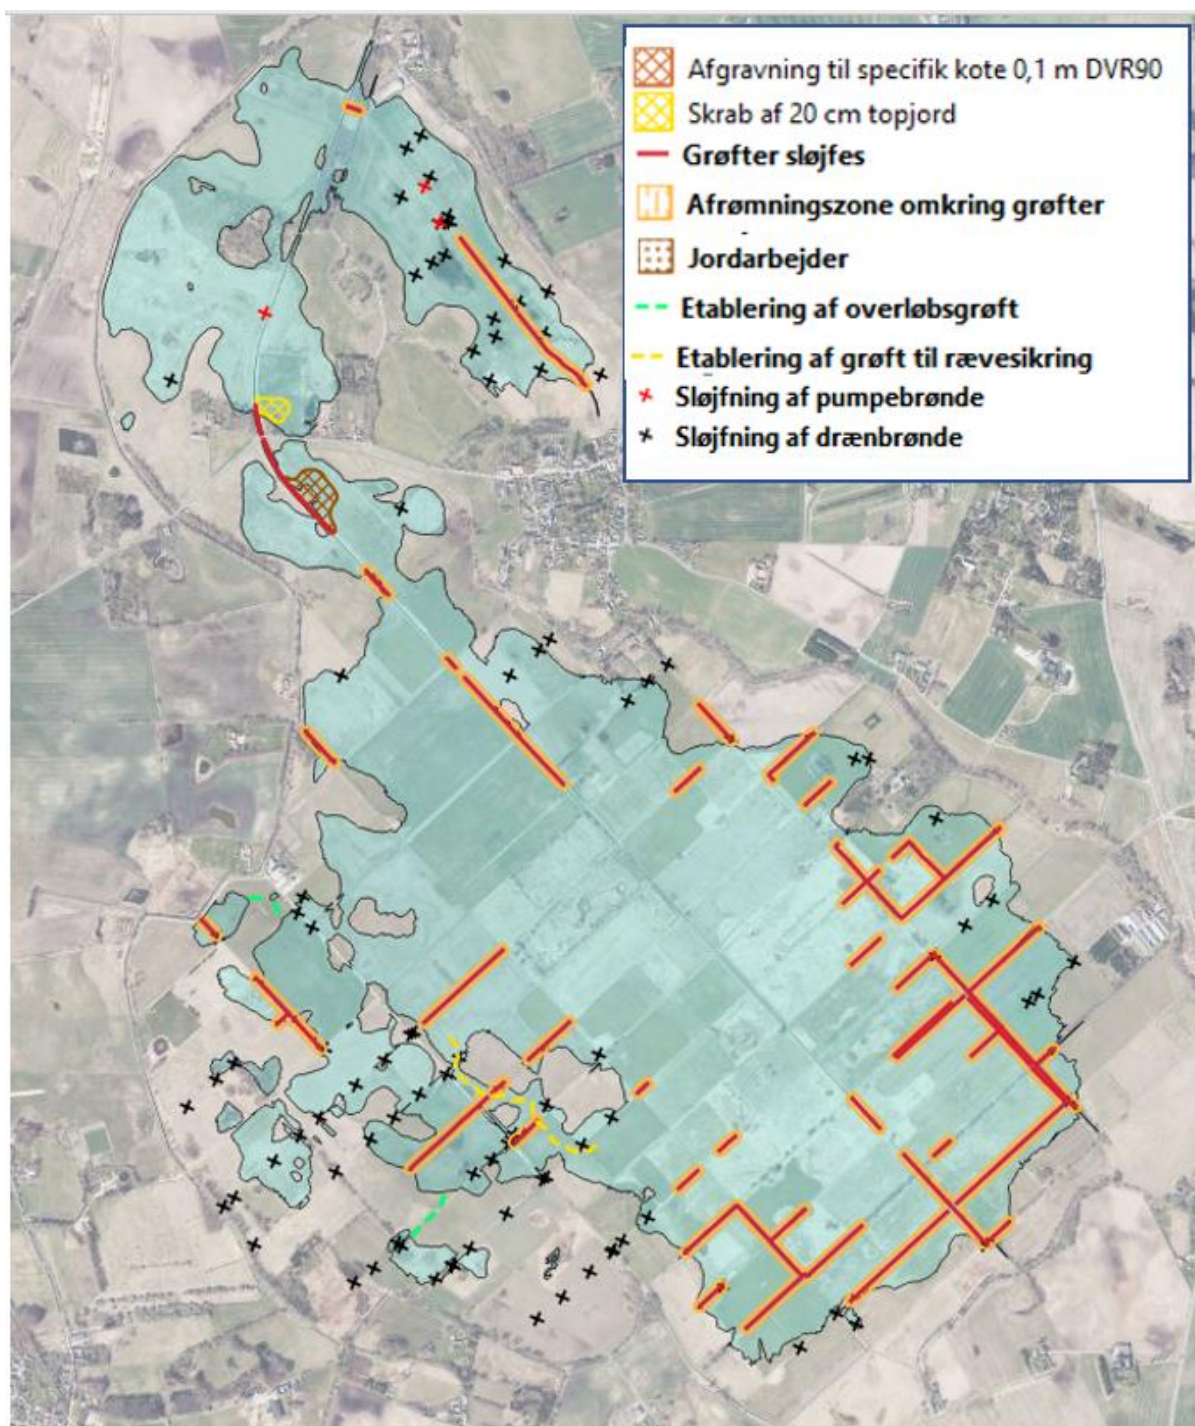 Afgravning til specifik kote 0,1 m DVR90
Skrab af 20 cm topjord
Grøfter sløjfes
Afrømningszone omkring grøfter
Jordarbejder
Etablering af overløbsgrøft
Etablering af grøft til rævesikring
Sløjfning af pumpebrønde
Sløjfning af drænbrønde